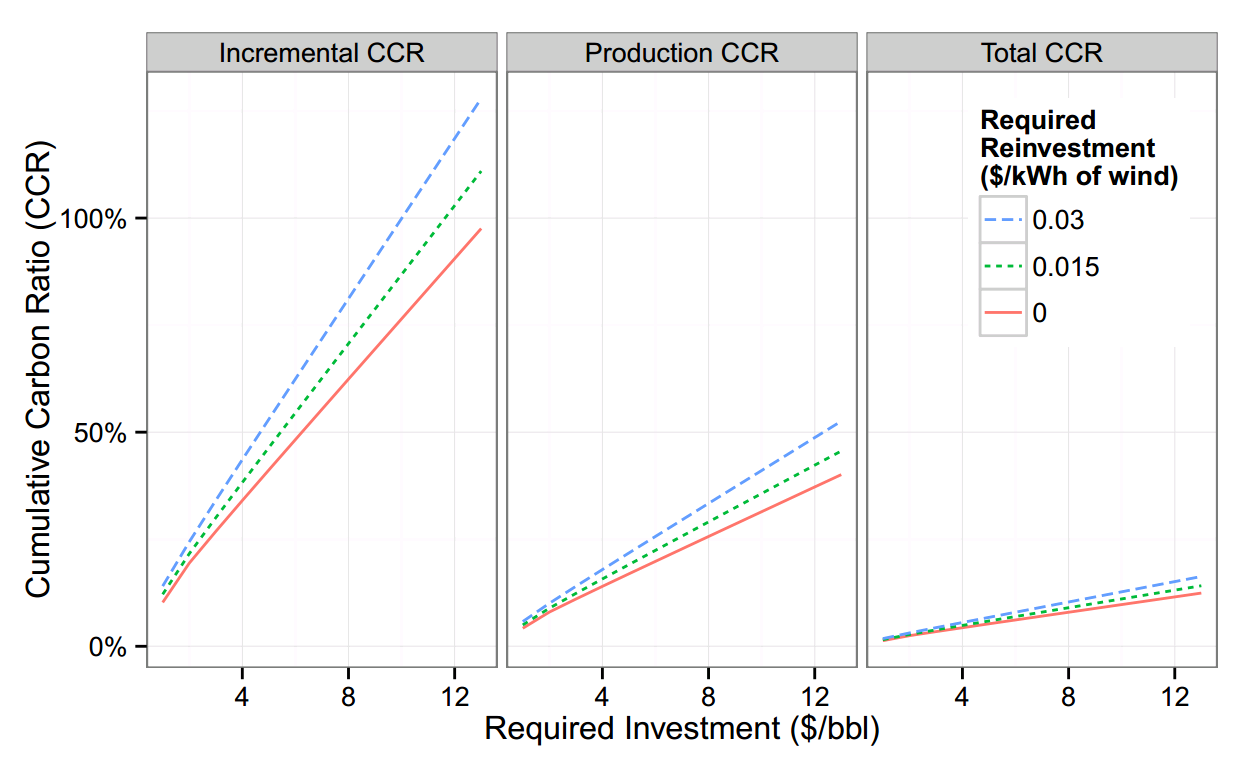 Incremental CCR
Production CCR
Total CCR
Cumulative Carbon Ratio (CCR)
100%
50%
0%
Required
Reinvestment
($/kWh of wind)
0.03
0.015
0
4 8 12
4 8 12
4 8 12
Required Investment ($/bbl)